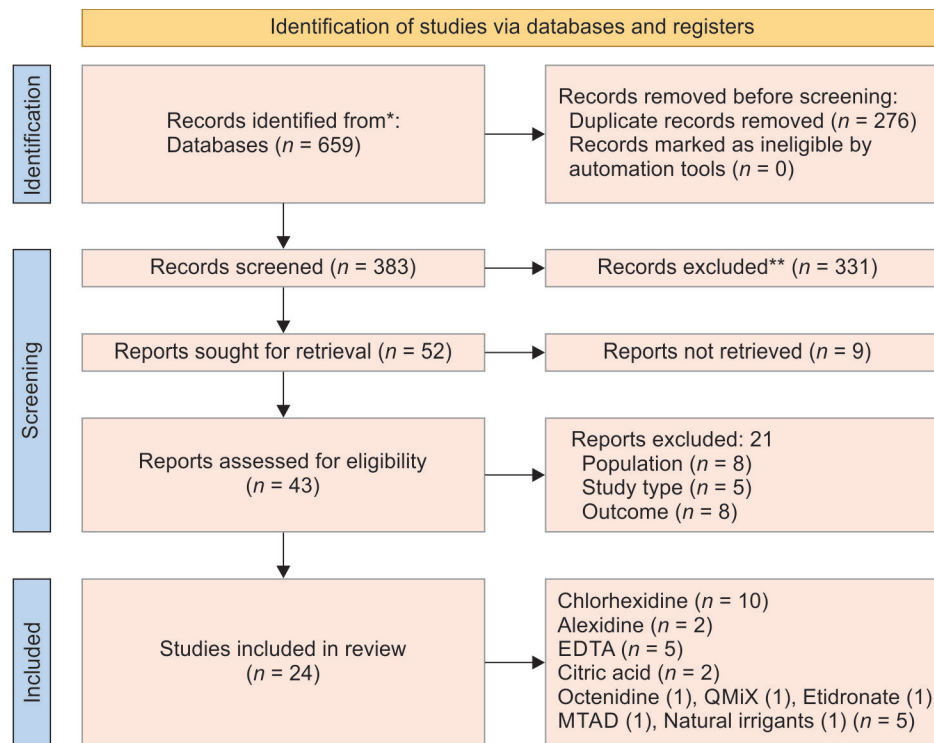 Identification of studies via databases and registers
Identification
Records identified from*:
Databases (n = 659)
Records removed before screening:
Duplicate records removed (n = 276)
Records marked as ineligible by
automation tools (n = 0)
Screening
Records screened (n = 383)
Records excluded** (n = 331)
Reports sought for retrieval (n = 52)
Reports not retrieved (n = 9)
Reports assessed for eligibility
(n = 43)
Reports excluded: 21
Population (n = 8)
Study type (n = 5)
Outcome (n = 8)
Included
Studies included in review
(n = 24)
Chlorhexidine (n = 10)
Alexidine (n = 2)
EDTA (n = 5)
Citric acid (n = 2)
Octenidine (1), QMiX (1), Etidronate (1)
MTAD (1), Natural irrigants (1) (n = 5)